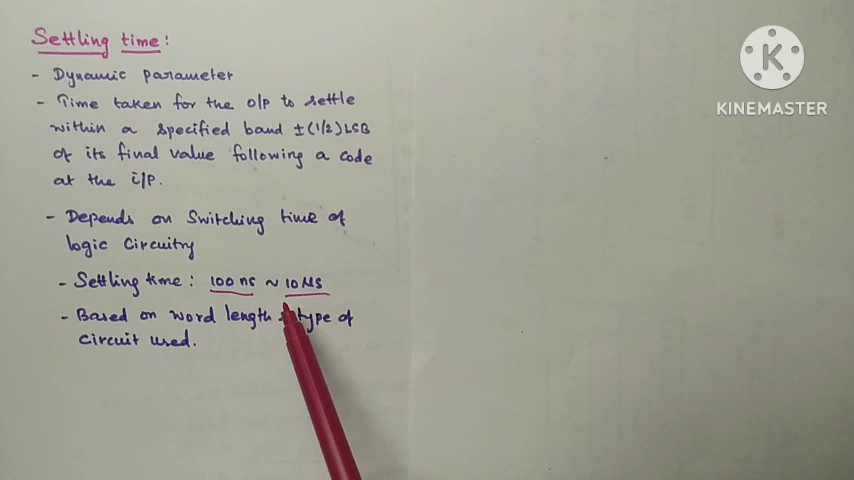 Settling time:
- Dynamic parameter
- Time taken for the O/P to settle
within a specified band ±(1/2) LSB
of its final value following a code
at the i/P.
- Depends on switching time of
logic circuitry
- Settling time: 100 ns ~ 10 μs
- Based on word length & type of
circuit used.
K
KINEMASTER